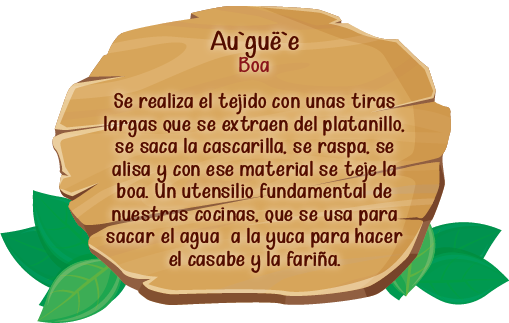 Au`guë`e
Boa
Se realiza el tejido con unas tiras
largas que se extraen del platanillo,
se saca la cascarilla, se raspa, se
alisa y con ese material se teje la
boa. Un utensilio fundamental de
nuestras cocinas, que se usa para
sacar el agua a la yuca para hacer
el casabe y la fariña.